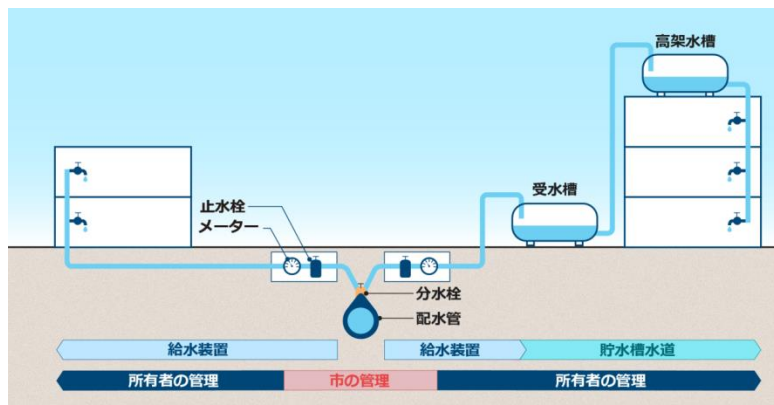 高架水槽
受水槽
止水栓
メーター
分水栓
配水管
給水装置
給水装置
貯水槽水道
所有者の管理
市の管理
所有者の管理